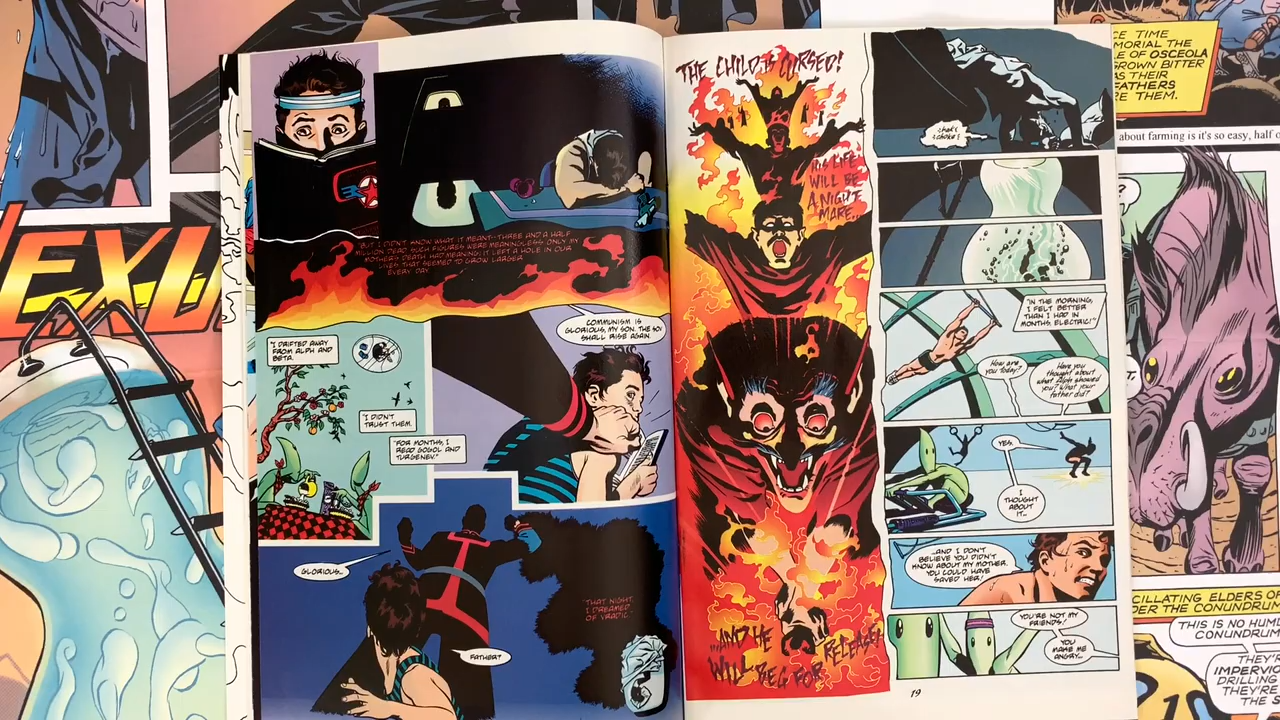 "BUT I DIDN'T KNOW WHAT IT MEANT--THREE AND A HALF
MILLION DEAD. SUCH FIGURES WERE MEANINGLESS. ONLY MY
MOTHER'S DEATH HAD MEANING. IT LEFT A HOLE IN OUR
LIVES THAT SEEMED TO GROW LARGER
EVERY DAY.
"I DRIFTED AWAY
FROM ALPH AND
BETA.
"I DIDN'T
TRUST THEM.
"FOR MONTHS, I
READ GOGOL AND
TURGENEV."
COMMUNISM IS
GLORIOUS, MY SON. THE SOV
SHALL RISE AGAIN.
GLORIOUS...
FATHER?
"THAT NIGHT,
I DREAMED
OF VRADIC."
THE CHILD IS CURSED!
HIS LIFE
WILL BE
A NIGHT
MARE...
...AND HE
WILL BEG FOR
RELEASE!
"IN THE MORNING,
I FELT BETTER
THAN I HAD IN
MONTHS. ELECTRIC!"
How are
you today?
Have you
thought about
what Alph showed
you? What your
father did?
YES.
I
THOUGHT
ABOUT
IT...
...AND I DON'T
BELIEVE YOU DIDN'T
KNOW ABOUT MY MOTHER.
YOU COULD HAVE
SAVED HER!
YOU'RE NOT MY
FRIENDS!
YOU
MAKE ME
ANGRY...
19
EXU
CE TIME
MORIAL THE
LE OF OSCEOLA
ROWN BITTER
AS THEIR
FATHERS
RE THEM.
about farming is it's so easy, half o
?
T.
CILLATING ELDERS OF
DER THE CONUNDRUM
THIS IS NO HUM
CONUNDRUM
THEY'R
IMPERVIO
DRILLING
THEY'RE
THE S